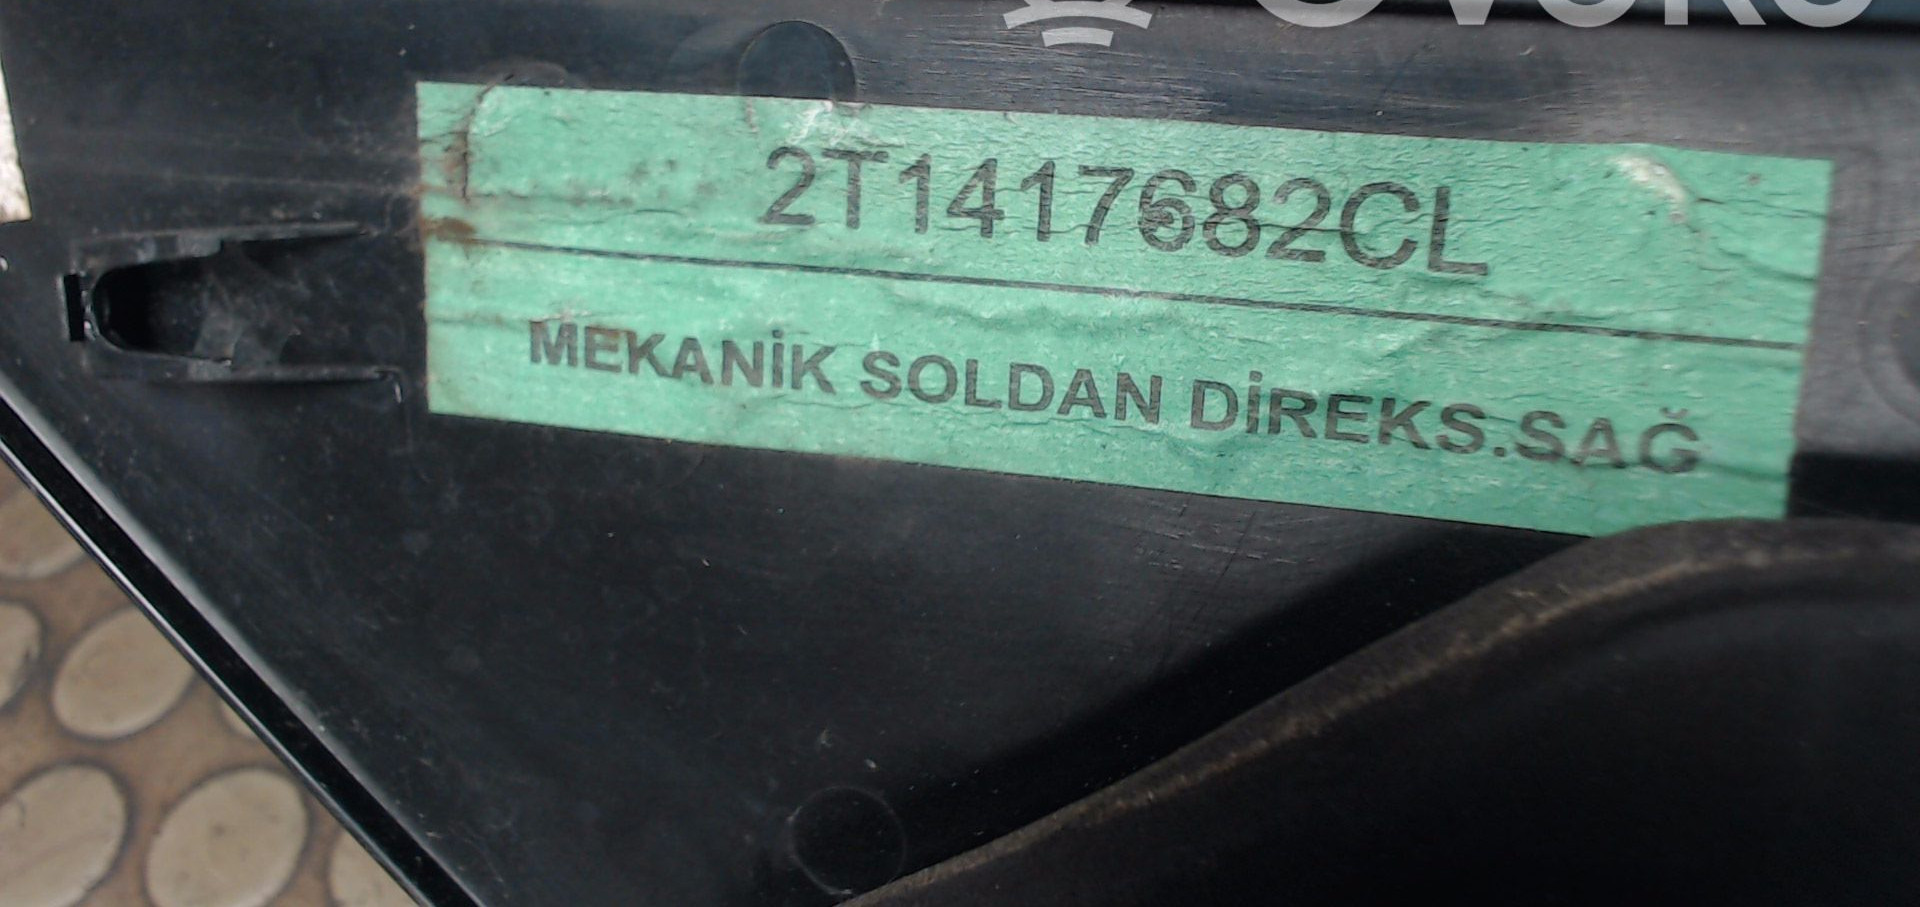 2T1417682CL
MEKANİK SOLDAN DİREKS.SAĞ